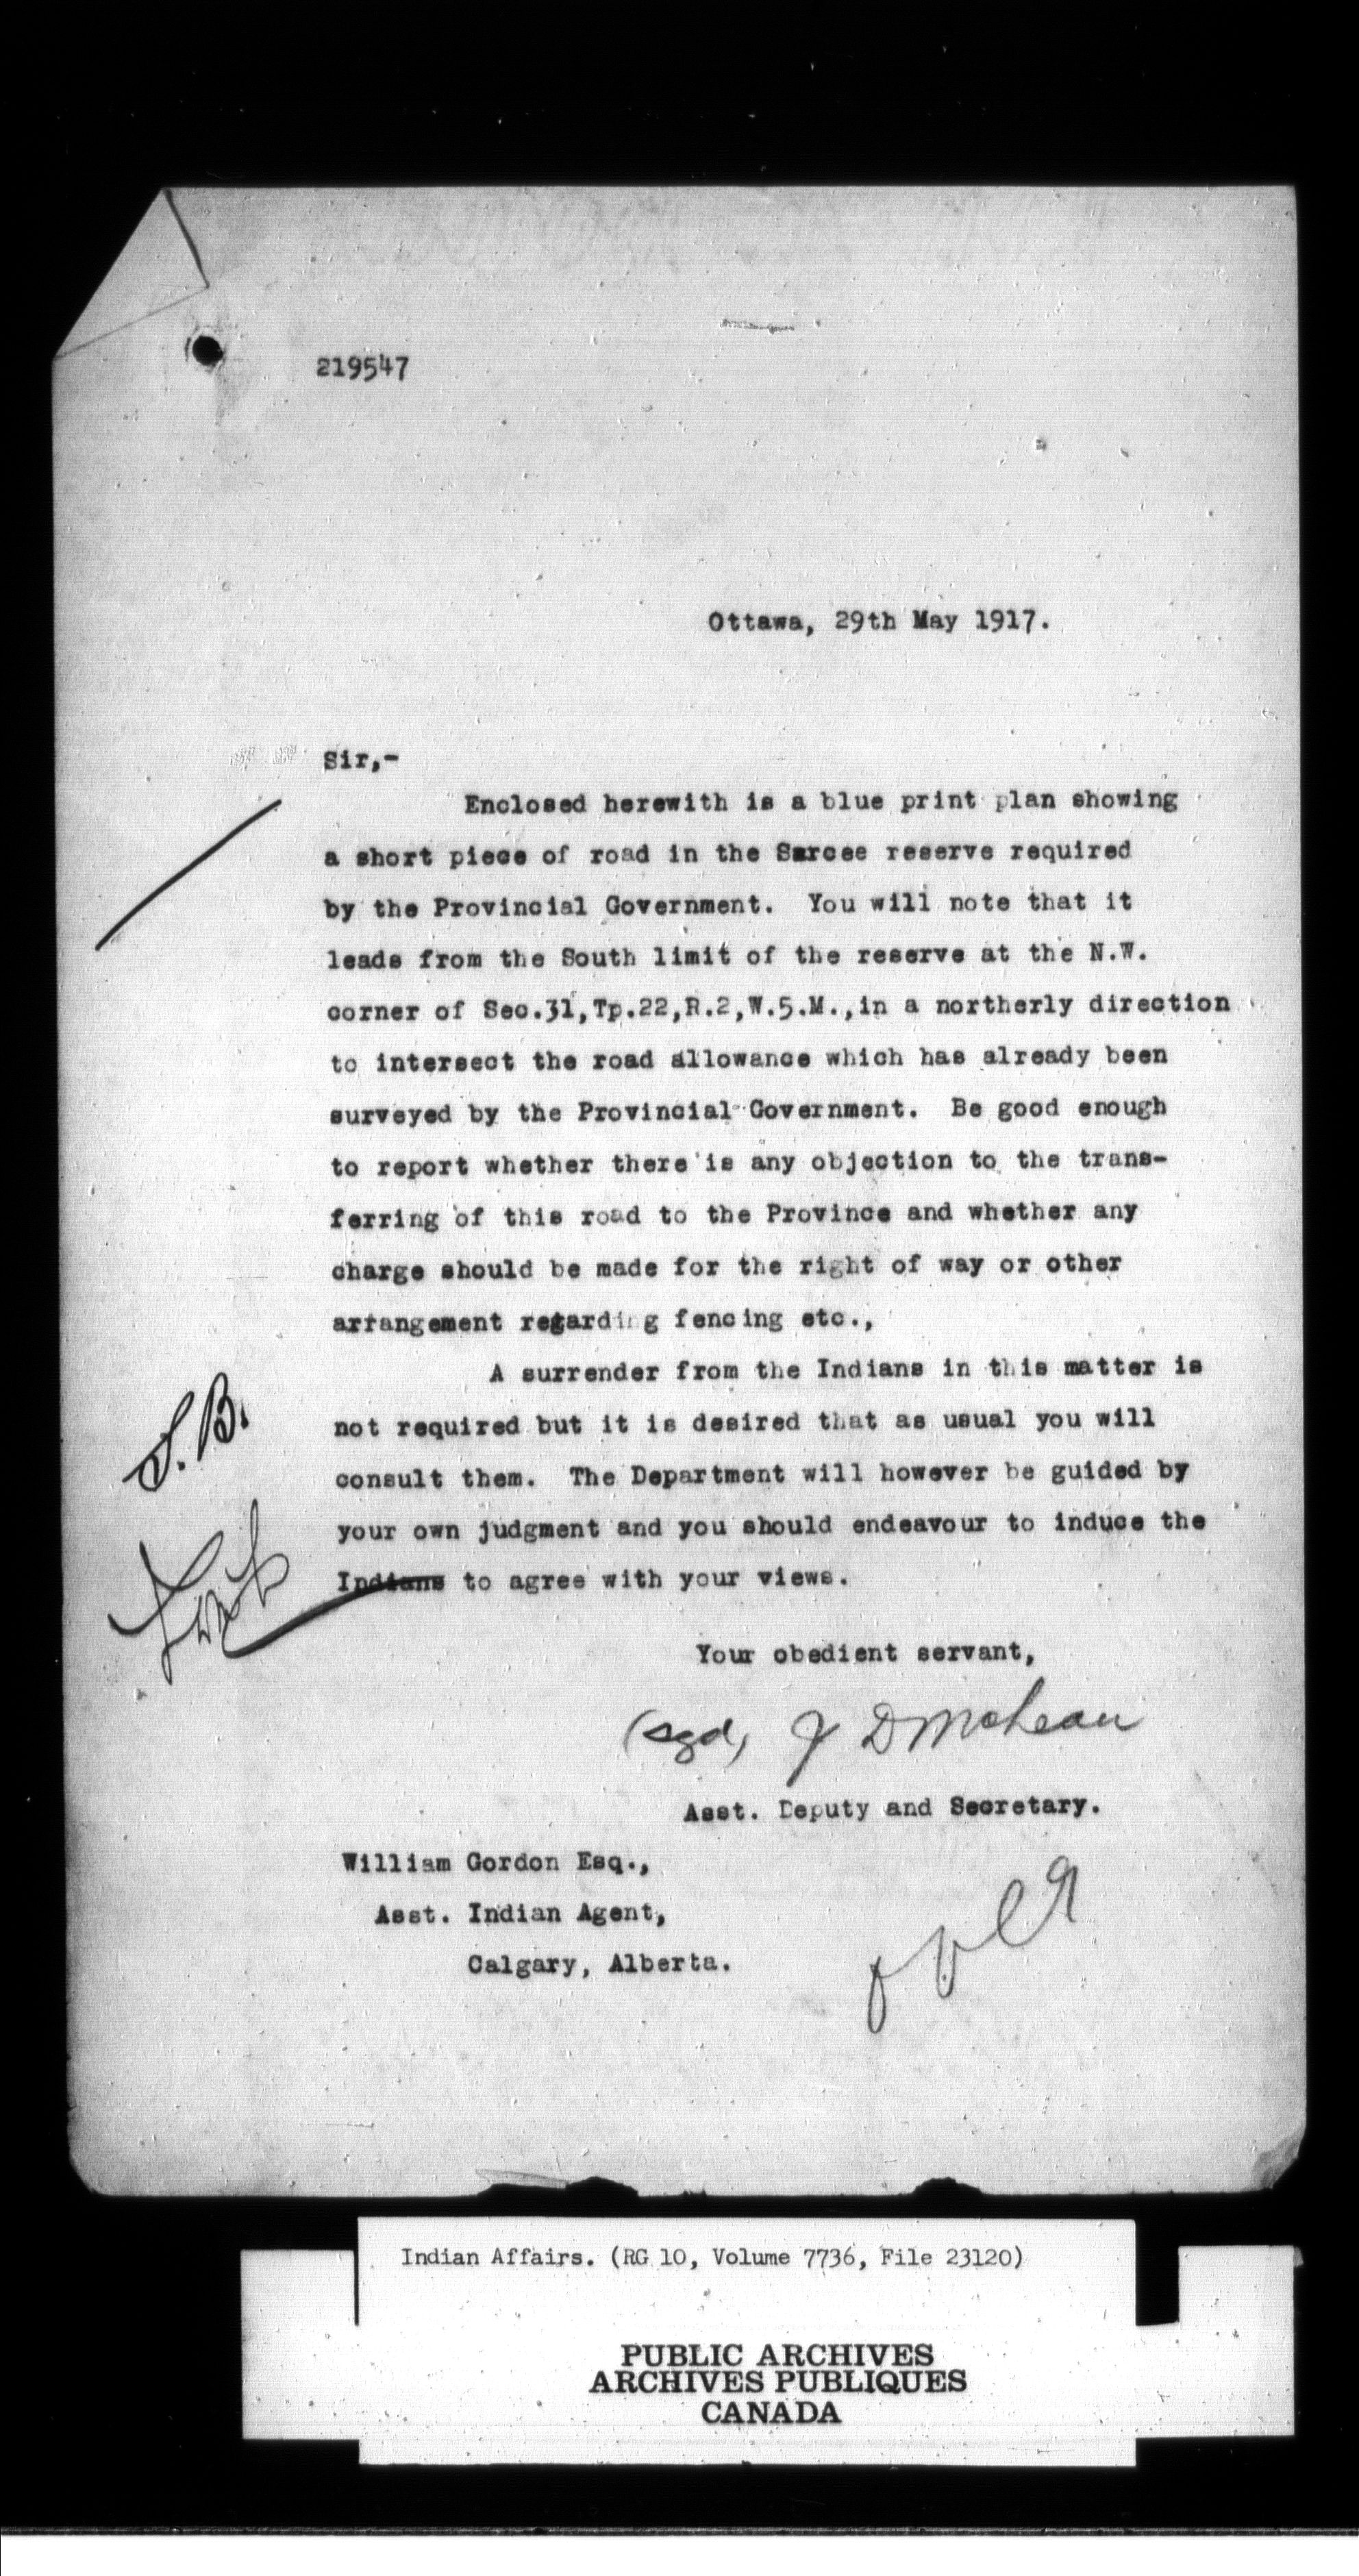 219547
Ottawa, 29th May 1917.
Sir,-
Enclosed herewith is a blue print plan showing
a short piece of road in the Sarcee reserve required
by the Provincial Government. You will note that it
leads from the South limit of the reserve at the N.W.
corner of Sec.31,Tp.22,R.2,W.5.M.,in a northerly direction
to intersect the road allowance which has already been
surveyed by the Provincial Government. Be good enough
to report whether there is any objection to the trans-
ferring of this road to the Province and whether any
charge should be made for the right of way or other
arrangement regarding fencing etc.,
A surrender from the Indians in this matter is
not required but it is desired that as usual you will
S.B.
consult them. The Department will however be guided by
your own judgment and you should endeavour to induce the
Indians to agree with your views.
Your obedient servant,
(sgd) J D McLean
Asst. Deputy and Secretary.
William Gordon Esq.,
Asst. Indian Agent,
Calgary, Alberta.
Indian Affairs. (RG 10, Volume 7736, File 23120)
PUBLIC ARCHIVES
ARCHIVES PUBLIQUES
CANADA